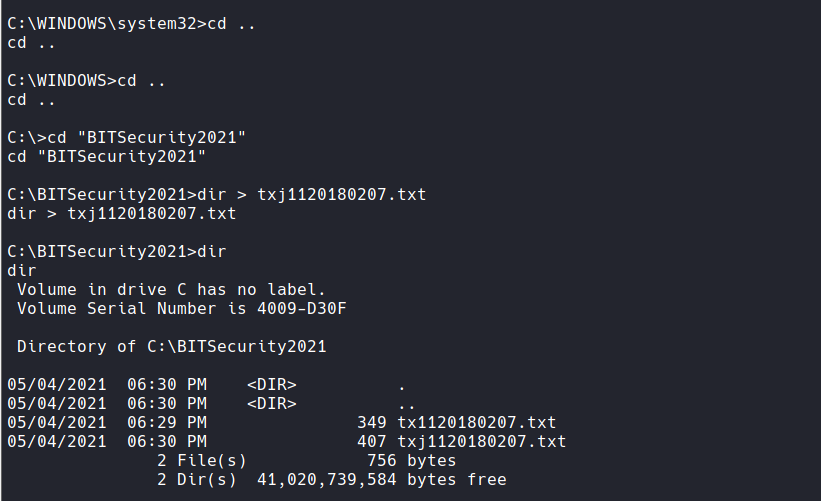 C:\WINDOWS\system32>cd ..
cd ..
C:\WINDOWS>cd ..
cd ..
C:\>cd "BITSecurity2021"
cd "BITSecurity2021"
C:\BITSecurity2021>dir > txj1120180207.txt
dir > txj1120180207.txt
C:\BITSecurity2021>dir
dir
 Volume in drive C has no label.
 Volume Serial Number is 4009-D30F
 Directory of C:\BITSecurity2021
05/04/2021  06:30 PM    <DIR>          .
05/04/2021  06:30 PM    <DIR>          ..
05/04/2021  06:29 PM               349 tx1120180207.txt
05/04/2021  06:30 PM               407 txj1120180207.txt
               2 File(s)            756 bytes
               2 Dir(s)  41,020,739,584 bytes free